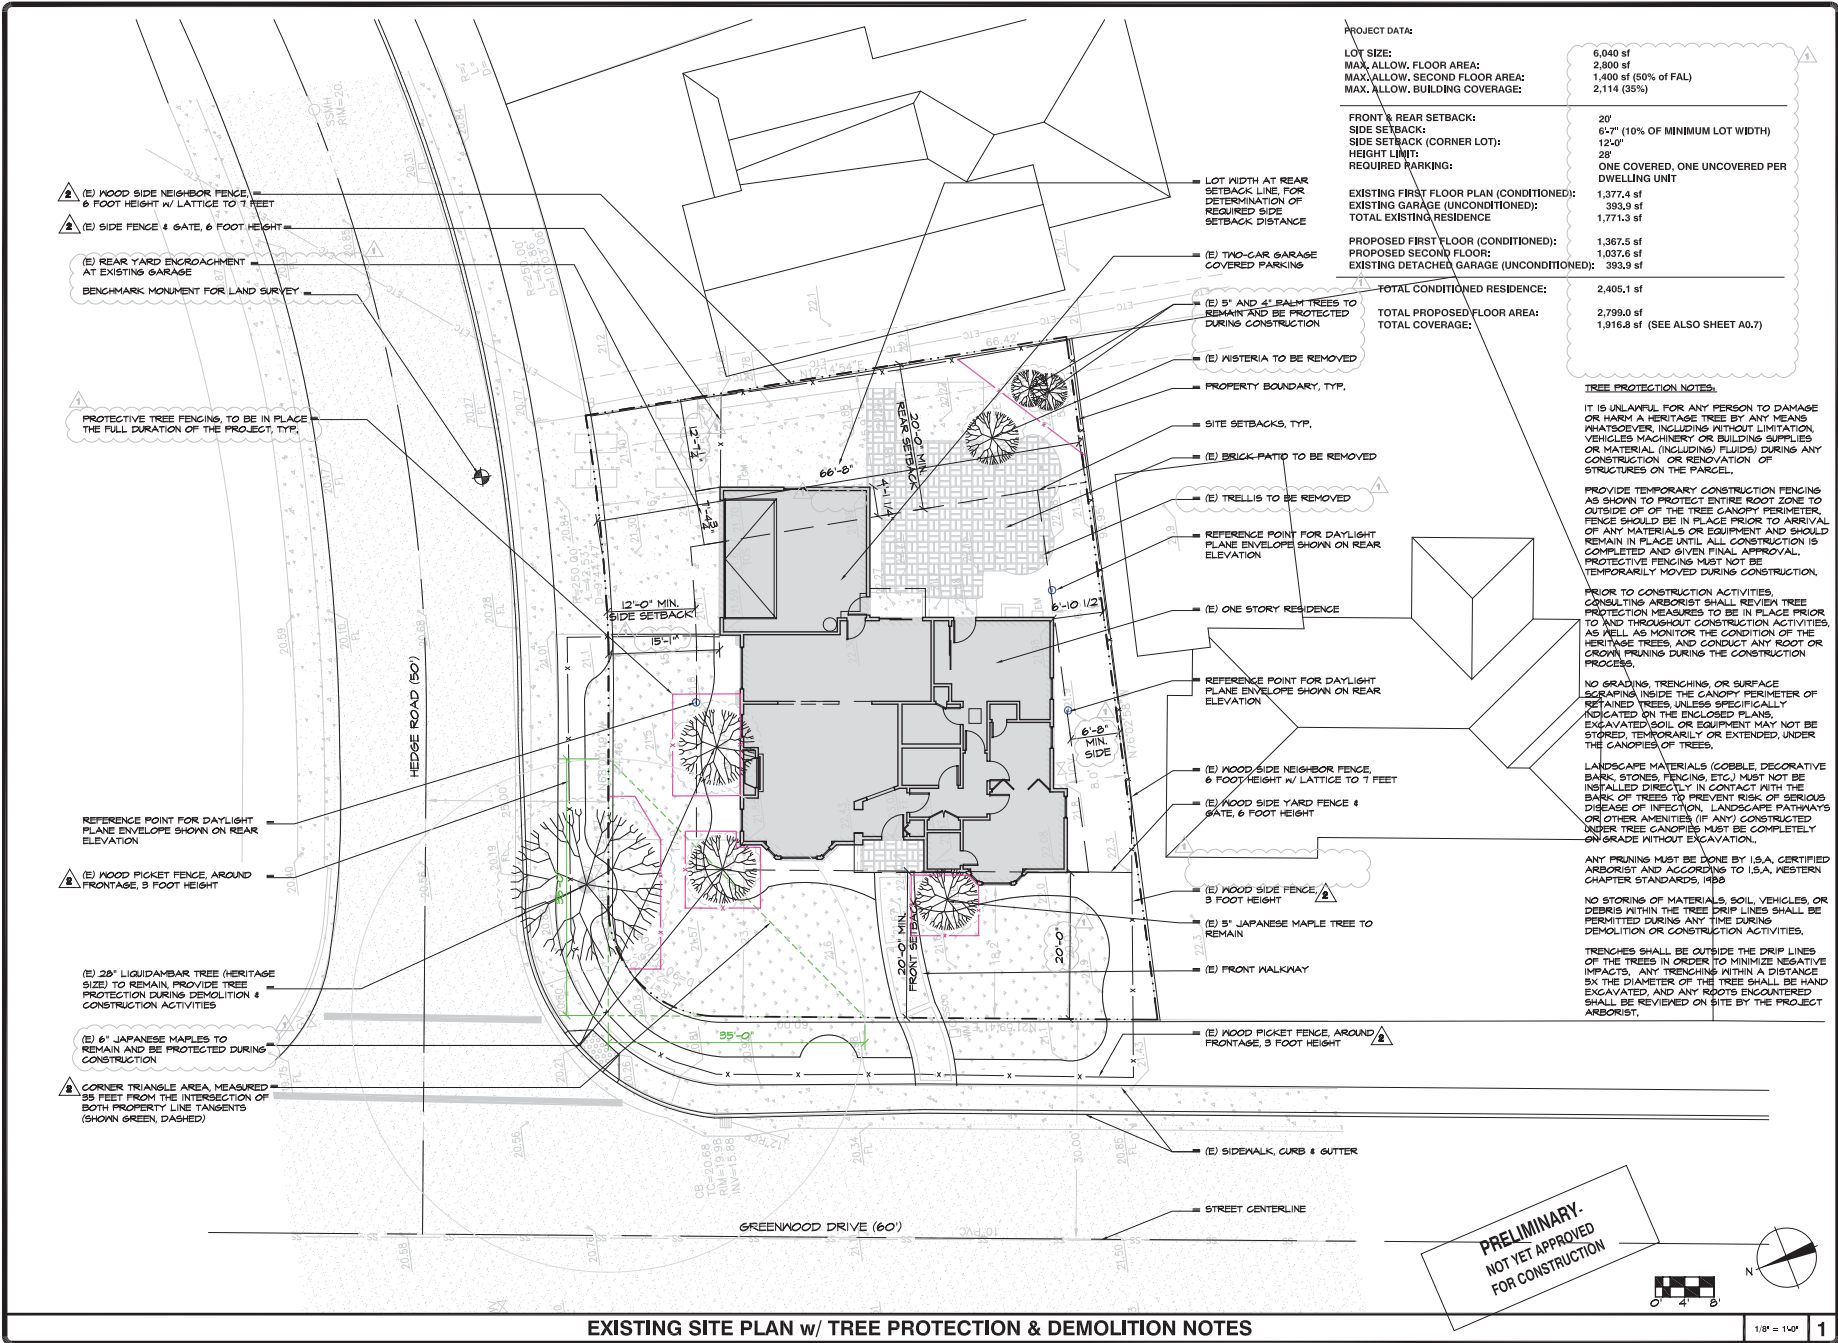 PROJECT DATA:
LOT SIZE: 6,040 sf
MAX. ALLOW. FLOOR AREA: 2,800 sf
MAX. ALLOW. SECOND FLOOR AREA: 1,400 sf (50% of FAL)
MAX. ALLOW. BUILDING COVERAGE: 2,114 (35%)
FRONT & REAR SETBACK: 20'
SIDE SETBACK: 6'-7" (10% OF MINIMUM LOT WIDTH)
SIDE SETBACK (CORNER LOT): 12'-0"
HEIGHT LIMIT: 28'
REQUIRED PARKING: ONE COVERED, ONE UNCOVERED PER
DWELLING UNIT
EXISTING FIRST FLOOR PLAN (CONDITIONED): 1,377.4 sf
EXISTING GARAGE (UNCONDITIONED): 393.9 sf
TOTAL EXISTING RESIDENCE 1,771.3 sf
PROPOSED FIRST FLOOR (CONDITIONED): 1,367.5 sf
PROPOSED SECOND FLOOR: 1,037.6 sf
EXISTING DETACHED GARAGE (UNCONDITIONED): 393.9 sf
TOTAL CONDITIONED RESIDENCE: 2,405.1 sf
TOTAL PROPOSED FLOOR AREA: 2,799.0 sf
TOTAL COVERAGE: 1,916.8 sf (SEE ALSO SHEET A0.7)
TREE PROTECTION NOTES:
IT IS UNLAWFUL FOR ANY PERSON TO DAMAGE
OR HARM A HERITAGE TREE BY ANY MEANS
WHATSOEVER, INCLUDING WITHOUT LIMITATION,
VEHICLES MACHINERY OR BUILDING SUPPLIES
OR MATERIAL (INCLUDING) FLUIDS) DURING ANY
CONSTRUCTION OR RENOVATION OF
STRUCTURES ON THE PARCEL.
PROVIDE TEMPORARY CONSTRUCTION FENCING
AS SHOWN TO PROTECT ENTIRE ROOT ZONE TO
OUTSIDE OF OF THE TREE CANOPY PERIMETER.
FENCE SHOULD BE IN PLACE PRIOR TO ARRIVAL
OF ANY MATERIALS OR EQUIPMENT AND SHOULD
REMAIN IN PLACE UNTIL ALL CONSTRUCTION IS
COMPLETED AND GIVEN FINAL APPROVAL.
PROTECTIVE FENCING MUST NOT BE
TEMPORARILY MOVED DURING CONSTRUCTION.
PRIOR TO CONSTRUCTION ACTIVITIES,
CONSULTING ARBORIST SHALL REVIEW TREE
PROTECTION MEASURES TO BE IN PLACE PRIOR
TO AND THROUGHOUT CONSTRUCTION ACTIVITIES,
AS WELL AS MONITOR THE CONDITION OF THE
HERITAGE TREES, AND CONDUCT ANY ROOT OR
CROWN PRUNING DURING THE CONSTRUCTION
PROCESS.
NO GRADING, TRENCHING, OR SURFACE
SCRAPING INSIDE THE CANOPY PERIMETER OF
RETAINED TREES, UNLESS SPECIFICALLY
INDICATED ON THE ENCLOSED PLANS.
EXCAVATED SOIL OR EQUIPMENT MAY NOT BE
STORED, TEMPORARILY OR EXTENDED, UNDER
THE CANOPIES OF TREES.
LANDSCAPE MATERIALS (COBBLE, DECORATIVE
BARK, STONES, FENCING, ETC.) MUST NOT BE
INSTALLED DIRECTLY IN CONTACT WITH THE
BARK OF TREES TO PREVENT RISK OF SERIOUS
DISEASE OF INFECTION. LANDSCAPE PATHWAYS
OR OTHER AMENITIES (IF ANY) CONSTRUCTED
UNDER TREE CANOPIES MUST BE COMPLETELY
ON GRADE WITHOUT EXCAVATION..
ANY PRUNING MUST BE DONE BY I.S.A. CERTIFIED
ARBORIST AND ACCORDING TO I.S.A. WESTERN
CHAPTER STANDARDS, 1988
NO STORING OF MATERIALS, SOIL, VEHICLES, OR
DEBRIS WITHIN THE TREE DRIP LINES SHALL BE
PERMITTED DURING ANY TIME DURING
DEMOLITION OR CONSTRUCTION ACTIVITIES.
TRENCHES SHALL BE OUTSIDE THE DRIP LINES
OF THE TREES IN ORDER TO MINIMIZE NEGATIVE
IMPACTS. ANY TRENCHING WITHIN A DISTANCE
5X THE DIAMETER OF THE TREE SHALL BE HAND
EXCAVATED, AND ANY ROOTS ENCOUNTERED
SHALL BE REVIEWED ON SITE BY THE PROJECT
ARBORIST.
2 (E) WOOD SIDE NEIGHBOR FENCE,
6 FOOT HEIGHT W/ LATTICE TO 7 FEET
2 (E) SIDE FENCE & GATE, 6 FOOT HEIGHT
(E) REAR YARD ENCROACHMENT
AT EXISTING GARAGE
BENCHMARK MONUMENT FOR LAND SURVEY
1
PROTECTIVE TREE FENCING, TO BE IN PLACE
THE FULL DURATION OF THE PROJECT, TYP.
REFERENCE POINT FOR DAYLIGHT
PLANE ENVELOPE SHOWN ON REAR
ELEVATION
2 (E) WOOD PICKET FENCE, AROUND
FRONTAGE, 3 FOOT HEIGHT
(E) 28" LIQUIDAMBAR TREE (HERITAGE
SIZE) TO REMAIN, PROVIDE TREE
PROTECTION DURING DEMOLITION &
CONSTRUCTION ACTIVITIES
(E) 6" JAPANESE MAPLES TO
REMAIN AND BE PROTECTED DURING
CONSTRUCTION
2 CORNER TRIANGLE AREA, MEASURED
35 FEET FROM THE INTERSECTION OF
BOTH PROPERTY LINE TANGENTS
(SHOWN GREEN, DASHED)
LOT WIDTH AT REAR
SETBACK LINE, FOR
DETERMINATION OF
REQUIRED SIDE
SETBACK DISTANCE
(E) TWO-CAR GARAGE
COVERED PARKING
(E) 5" AND 4" PALM TREES TO
REMAIN AND BE PROTECTED
DURING CONSTRUCTION
(E) WISTERIA TO BE REMOVED
PROPERTY BOUNDARY, TYP.
SITE SETBACKS, TYP.
(E) BRICK PATIO TO BE REMOVED
(E) TRELLIS TO BE REMOVED
REFERENCE POINT FOR DAYLIGHT
PLANE ENVELOPE SHOWN ON REAR
ELEVATION
(E) ONE STORY RESIDENCE
REFERENCE POINT FOR DAYLIGHT
PLANE ENVELOPE SHOWN ON REAR
ELEVATION
(E) WOOD SIDE NEIGHBOR FENCE,
6 FOOT HEIGHT W/ LATTICE TO 7 FEET
(E) WOOD SIDE YARD FENCE &
GATE, 6 FOOT HEIGHT
(E) WOOD SIDE FENCE,
3 FOOT HEIGHT 2
(E) 5" JAPANESE MAPLE TREE TO
REMAIN
(E) FRONT WALKWAY
(E) WOOD PICKET FENCE, AROUND
FRONTAGE, 3 FOOT HEIGHT 2
(E) SIDEWALK, CURB & GUTTER
STREET CENTERLINE
66'-8"
20'-0" MIN.
REAR SETBACK
12'-0" MIN.
SIDE SETBACK
15'-1"
6'-10 1/2"
6'-8"
MIN.
SIDE
20'-0" MIN.
FRONT SETBACK
20'-0"
35'-0"
HEDGE ROAD (50')
GREENWOOD DRIVE (60')
PRELIMINARY-
NOT YET APPROVED
FOR CONSTRUCTION
N
0' 4' 8'
EXISTING SITE PLAN w/ TREE PROTECTION & DEMOLITION NOTES
1/8" = 1'-0"
1